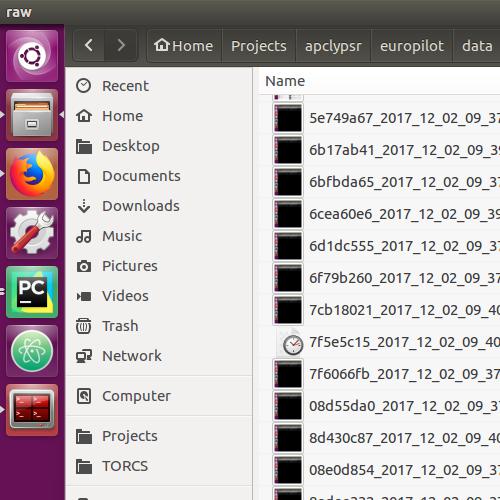 raw
Home Projects apclypsr europilot data
Recent
Home
Desktop
Documents
Downloads
Music
Pictures
Videos
Trash
Network
Computer
Projects
TORCS
Name
5e749a67_2017_12_02_09_37
6b17ab41_2017_12_02_09_39
6bfbda65_2017_12_02_09_37
6cea60e6_2017_12_02_09_39
6d1dc555_2017_12_02_09_37
6f79b260_2017_12_02_09_37
7cb18021_2017_12_02_09_40
7f5e5c15_2017_12_02_09_40
7f6066fb_2017_12_02_09_37
08d55da0_2017_12_02_09_37
8d430c87_2017_12_02_09_40
08e0d854_2017_12_02_09_37
PC